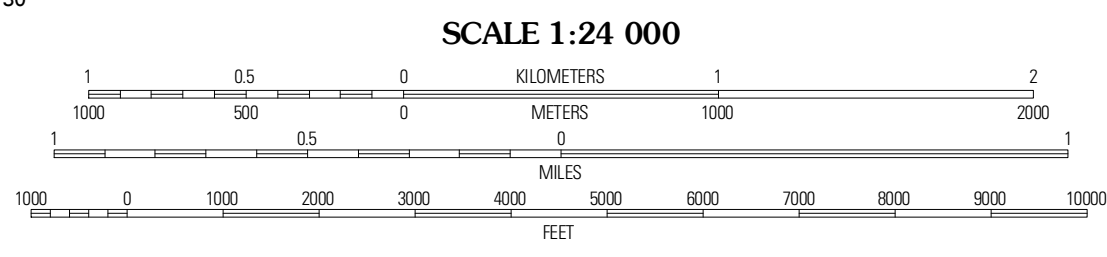 30
SCALE 1:24 000
1 0.5 0 KILOMETERS 1 2
1000 500 0 METERS 1000 2000
1 0.5 0 1
MILES
1000 0 1000 2000 3000 4000 5000 6000 7000 8000 9000 10000
FEET